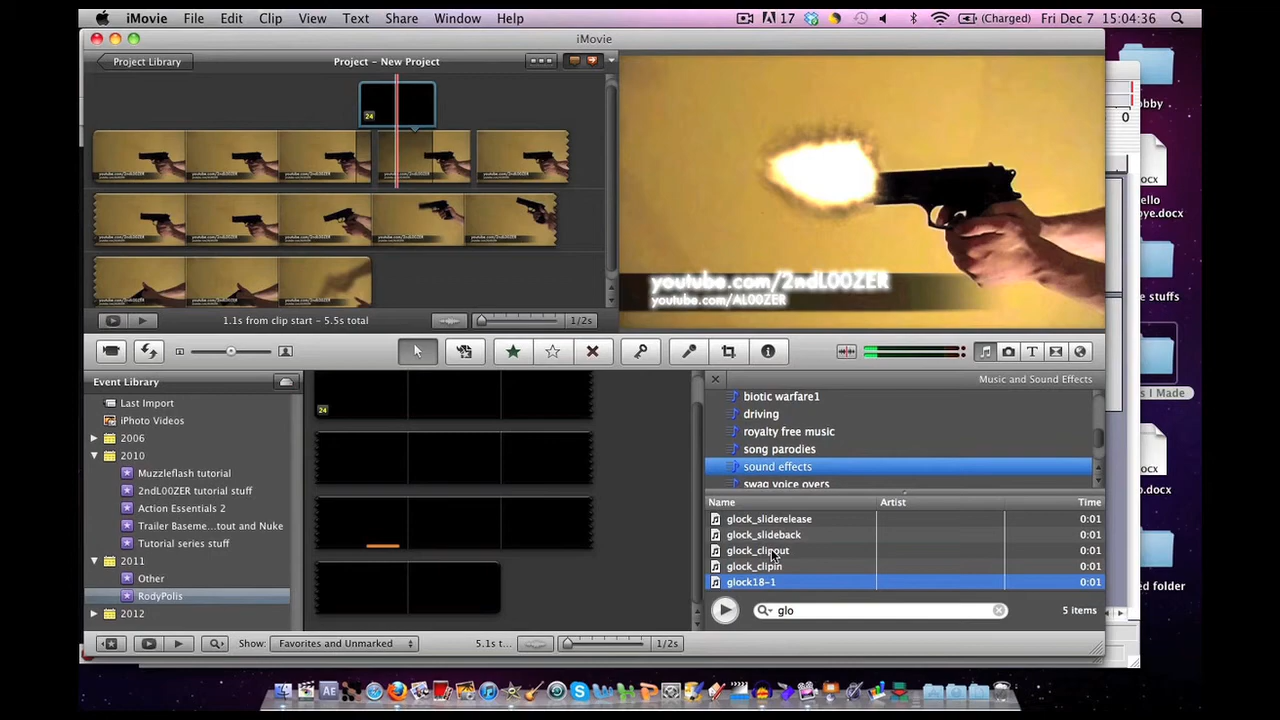 iMovie File Edit Clip View Text Share Window Help
17 (Charged) Fri Dec 7 15:04:36
iMovie
Project Library
Project – New Project
24
youtube.com/2ndL00ZER
youtube.com/AL00ZER
1.1s from clip start – 5.5s total
1/2s
Event Library
Last Import
iPhoto Videos
2006
2010
Muzzleflash tutorial
2ndL00ZER tutorial stuff
Action Essentials 2
Trailer Baseme...tout and Nuke
Tutorial series stuff
2011
Other
RodyPolis
2012
24
Music and Sound Effects
biotic warfare1
driving
royalty free music
song parodies
sound effects
swag voice overs
Name Artist Time
glock_sliderelease 0:01
glock_slideback 0:01
glock_clipout 0:01
glock_clipin 0:01
glock18-1 0:01
glo
5 items
Show: Favorites and Unmarked
5.1s t...
1/2s
0
obby
.docx
ello
ye.docx
e stuffs
s I Made
.docx
p.docx
ed folder
AE